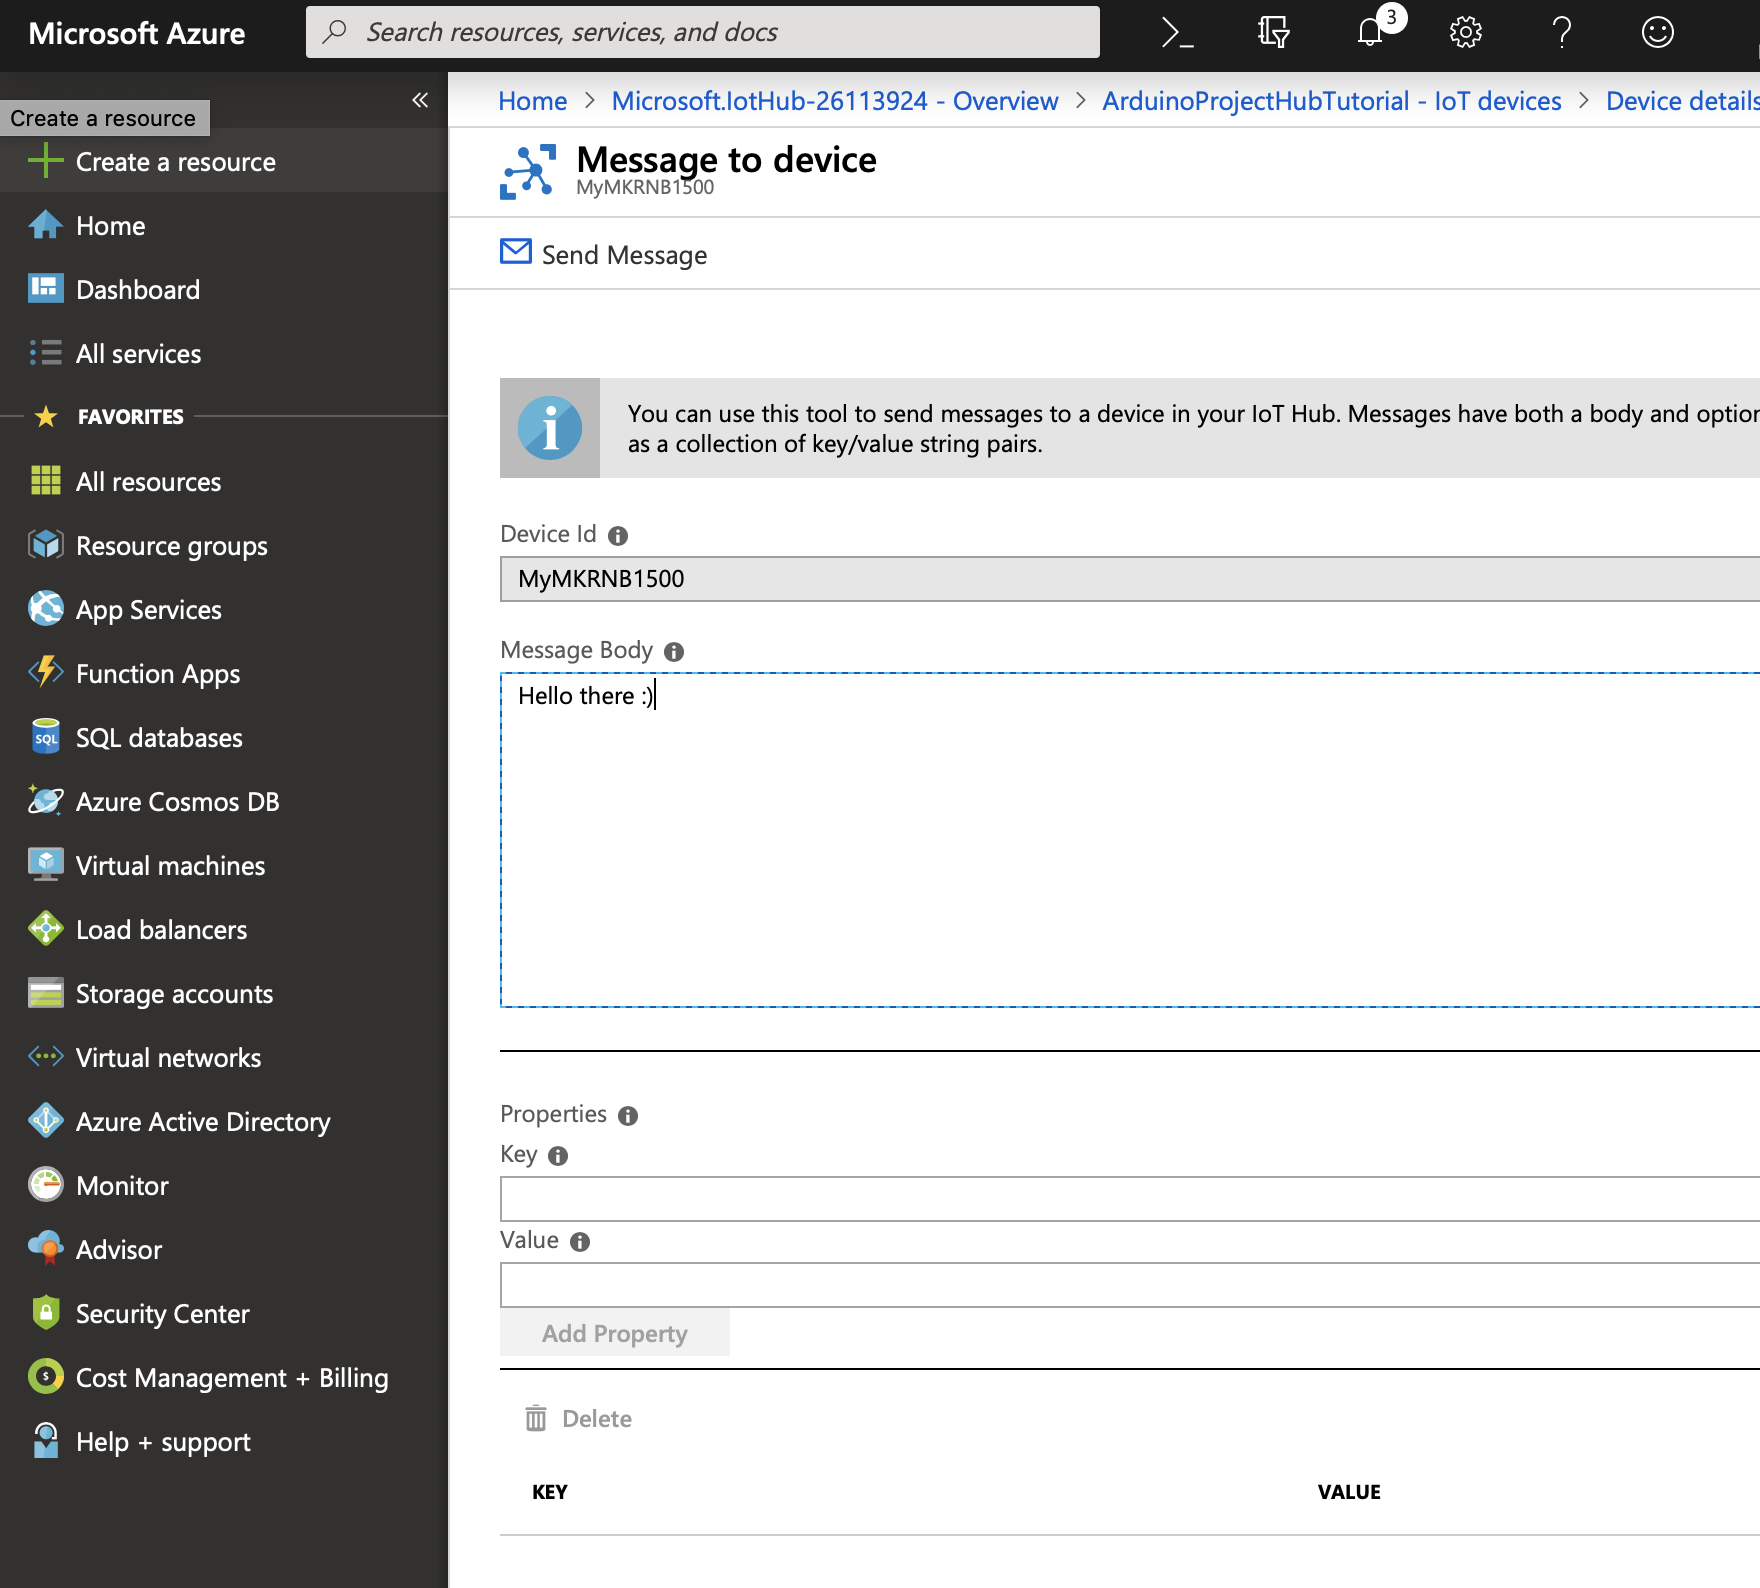 Microsoft Azure
Search resources, services, and docs
3
Create a resource
Create a resource
Home
Dashboard
All services
FAVORITES
All resources
Resource groups
App Services
Function Apps
SQL
SQL databases
Azure Cosmos DB
Virtual machines
Load balancers
Storage accounts
Virtual networks
Azure Active Directory
Monitor
Advisor
Security Center
$
Cost Management + Billing
Help + support
Home > Microsoft.IotHub-26113924 - Overview > ArduinoProjectHubTutorial - IoT devices > Device details
Message to device
MyMKRNB1500
Send Message
You can use this tool to send messages to a device in your IoT Hub. Messages have both a body and
as a collection of key/value string pairs.
Device Id
MyMKRNB1500
Message Body
Hello there :)
Properties
Key
Value
Add Property
Delete
KEY VALUE